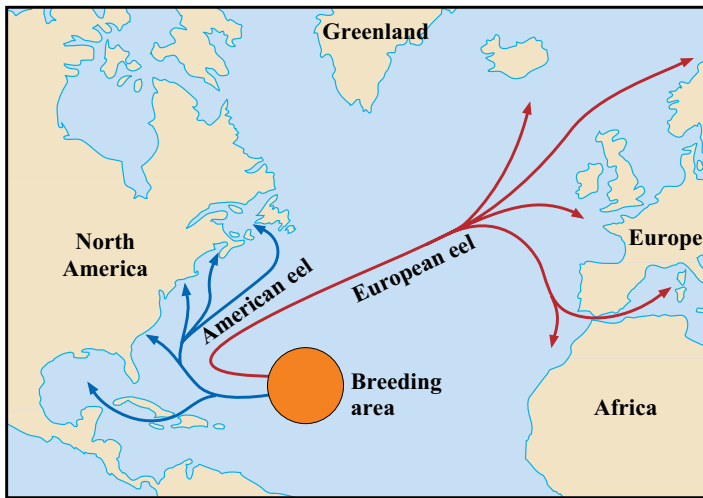 Greenland
North
America
American eel
European eel
Europe
Breeding
area
Africa